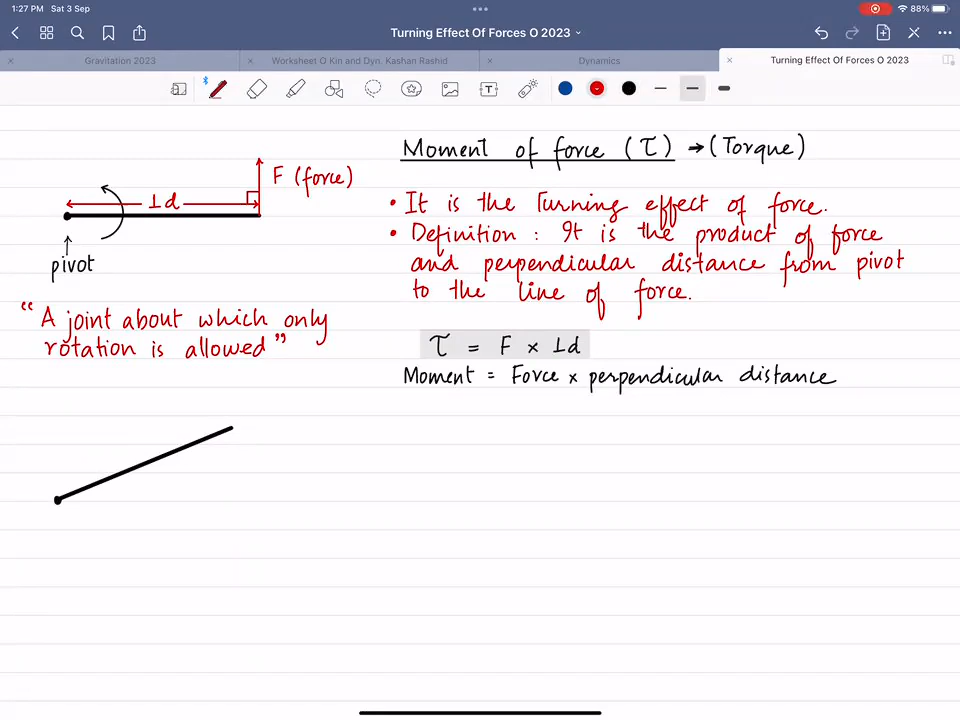 1:27 PM Sat 3 Sep
88%
Turning Effect Of Forces O 2023
Gravitation 2023
Worksheet O Kin and Dyn. Kashan Rashid
Dynamics
Turning Effect Of Forces O 2023
T
Moment of force (τ) → (Torque)
F (force)
⊥d
pivot
• It is the Turning effect of force.
• Definition : It is the product of force
and perpendicular distance from pivot
to the line of force.
"A joint about which only
rotation is allowed"
τ = F × ⊥d
Moment = Force × perpendicular distance